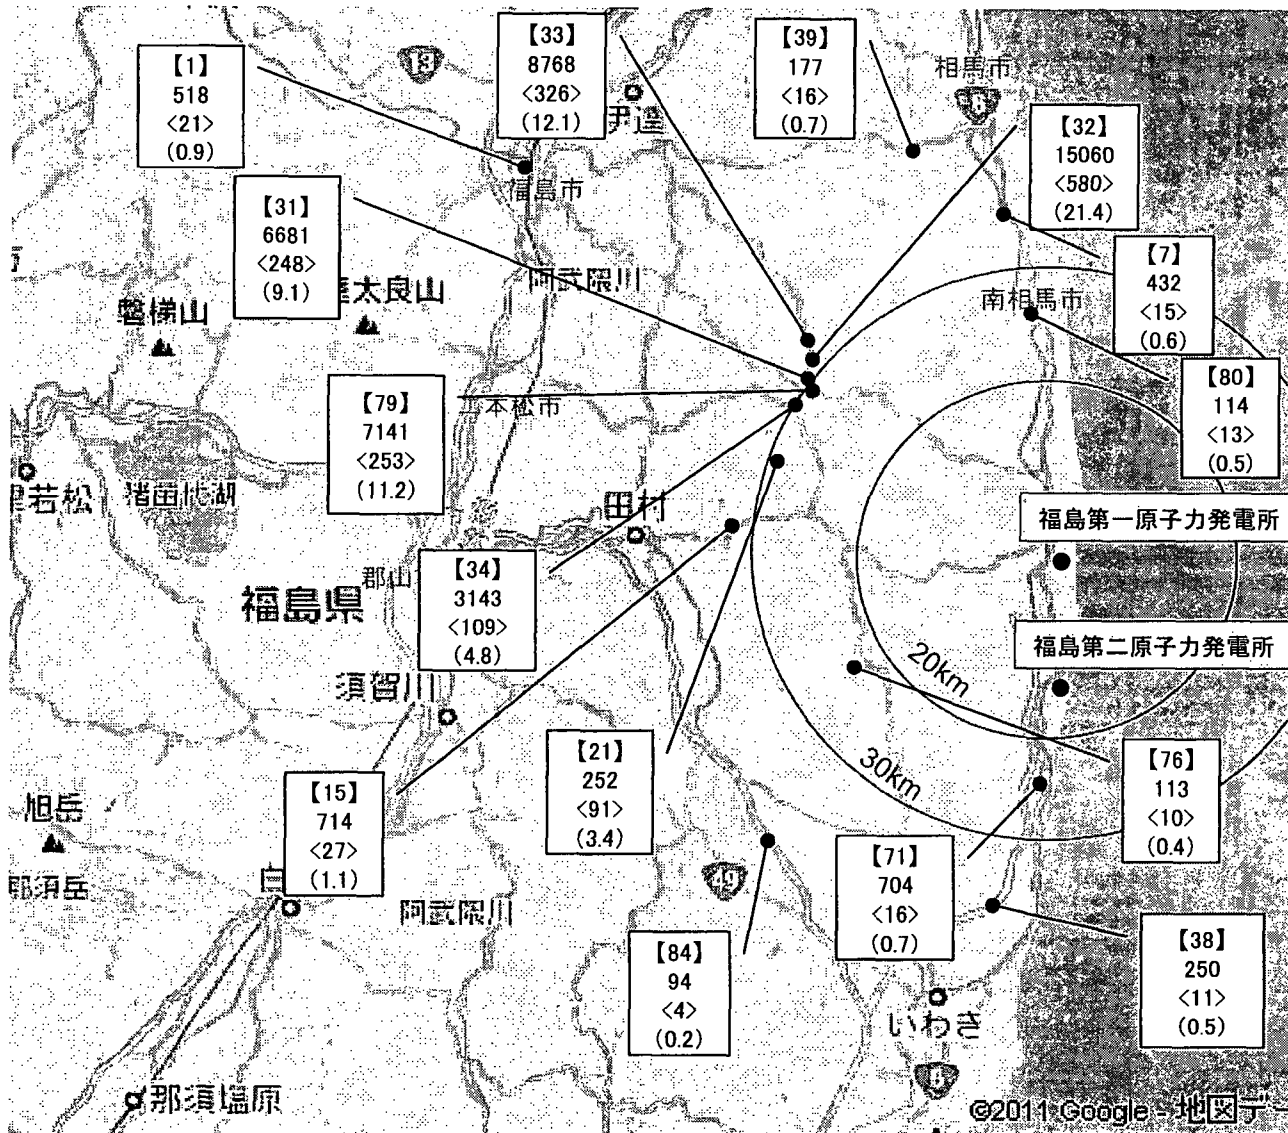 【1】
518
<21>
(0.9)
13
【33】
8768
<326>
(12.1)
伊達
【39】
177
<16>
(0.7)
相馬市
【32】
15060
<580>
(21.4)
福島市
【31】
6681
<248>
(9.1)
阿武隈川
太良山
磐梯山
【7】
432
<15>
(0.6)
南相馬市
【80】
114
<13>
(0.5)
【79】
7141
<253>
(11.2)
本松市
若松
猪苗代湖
田村
福島第一原子力発電所
【34】
3143
<109>
(4.8)
郡山
福島県
福島第二原子力発電所
20km
須賀川
30km
【21】
252
<91>
(3.4)
【76】
113
<10>
(0.4)
【15】
714
<27>
(1.1)
旭岳
那須岳
白
阿武隈川
49
【71】
704
<16>
(0.7)
【84】
94
<4>
(0.2)
【38】
250
<11>
(0.5)
いわき
那須塩原
©2011 Google - 地図デ